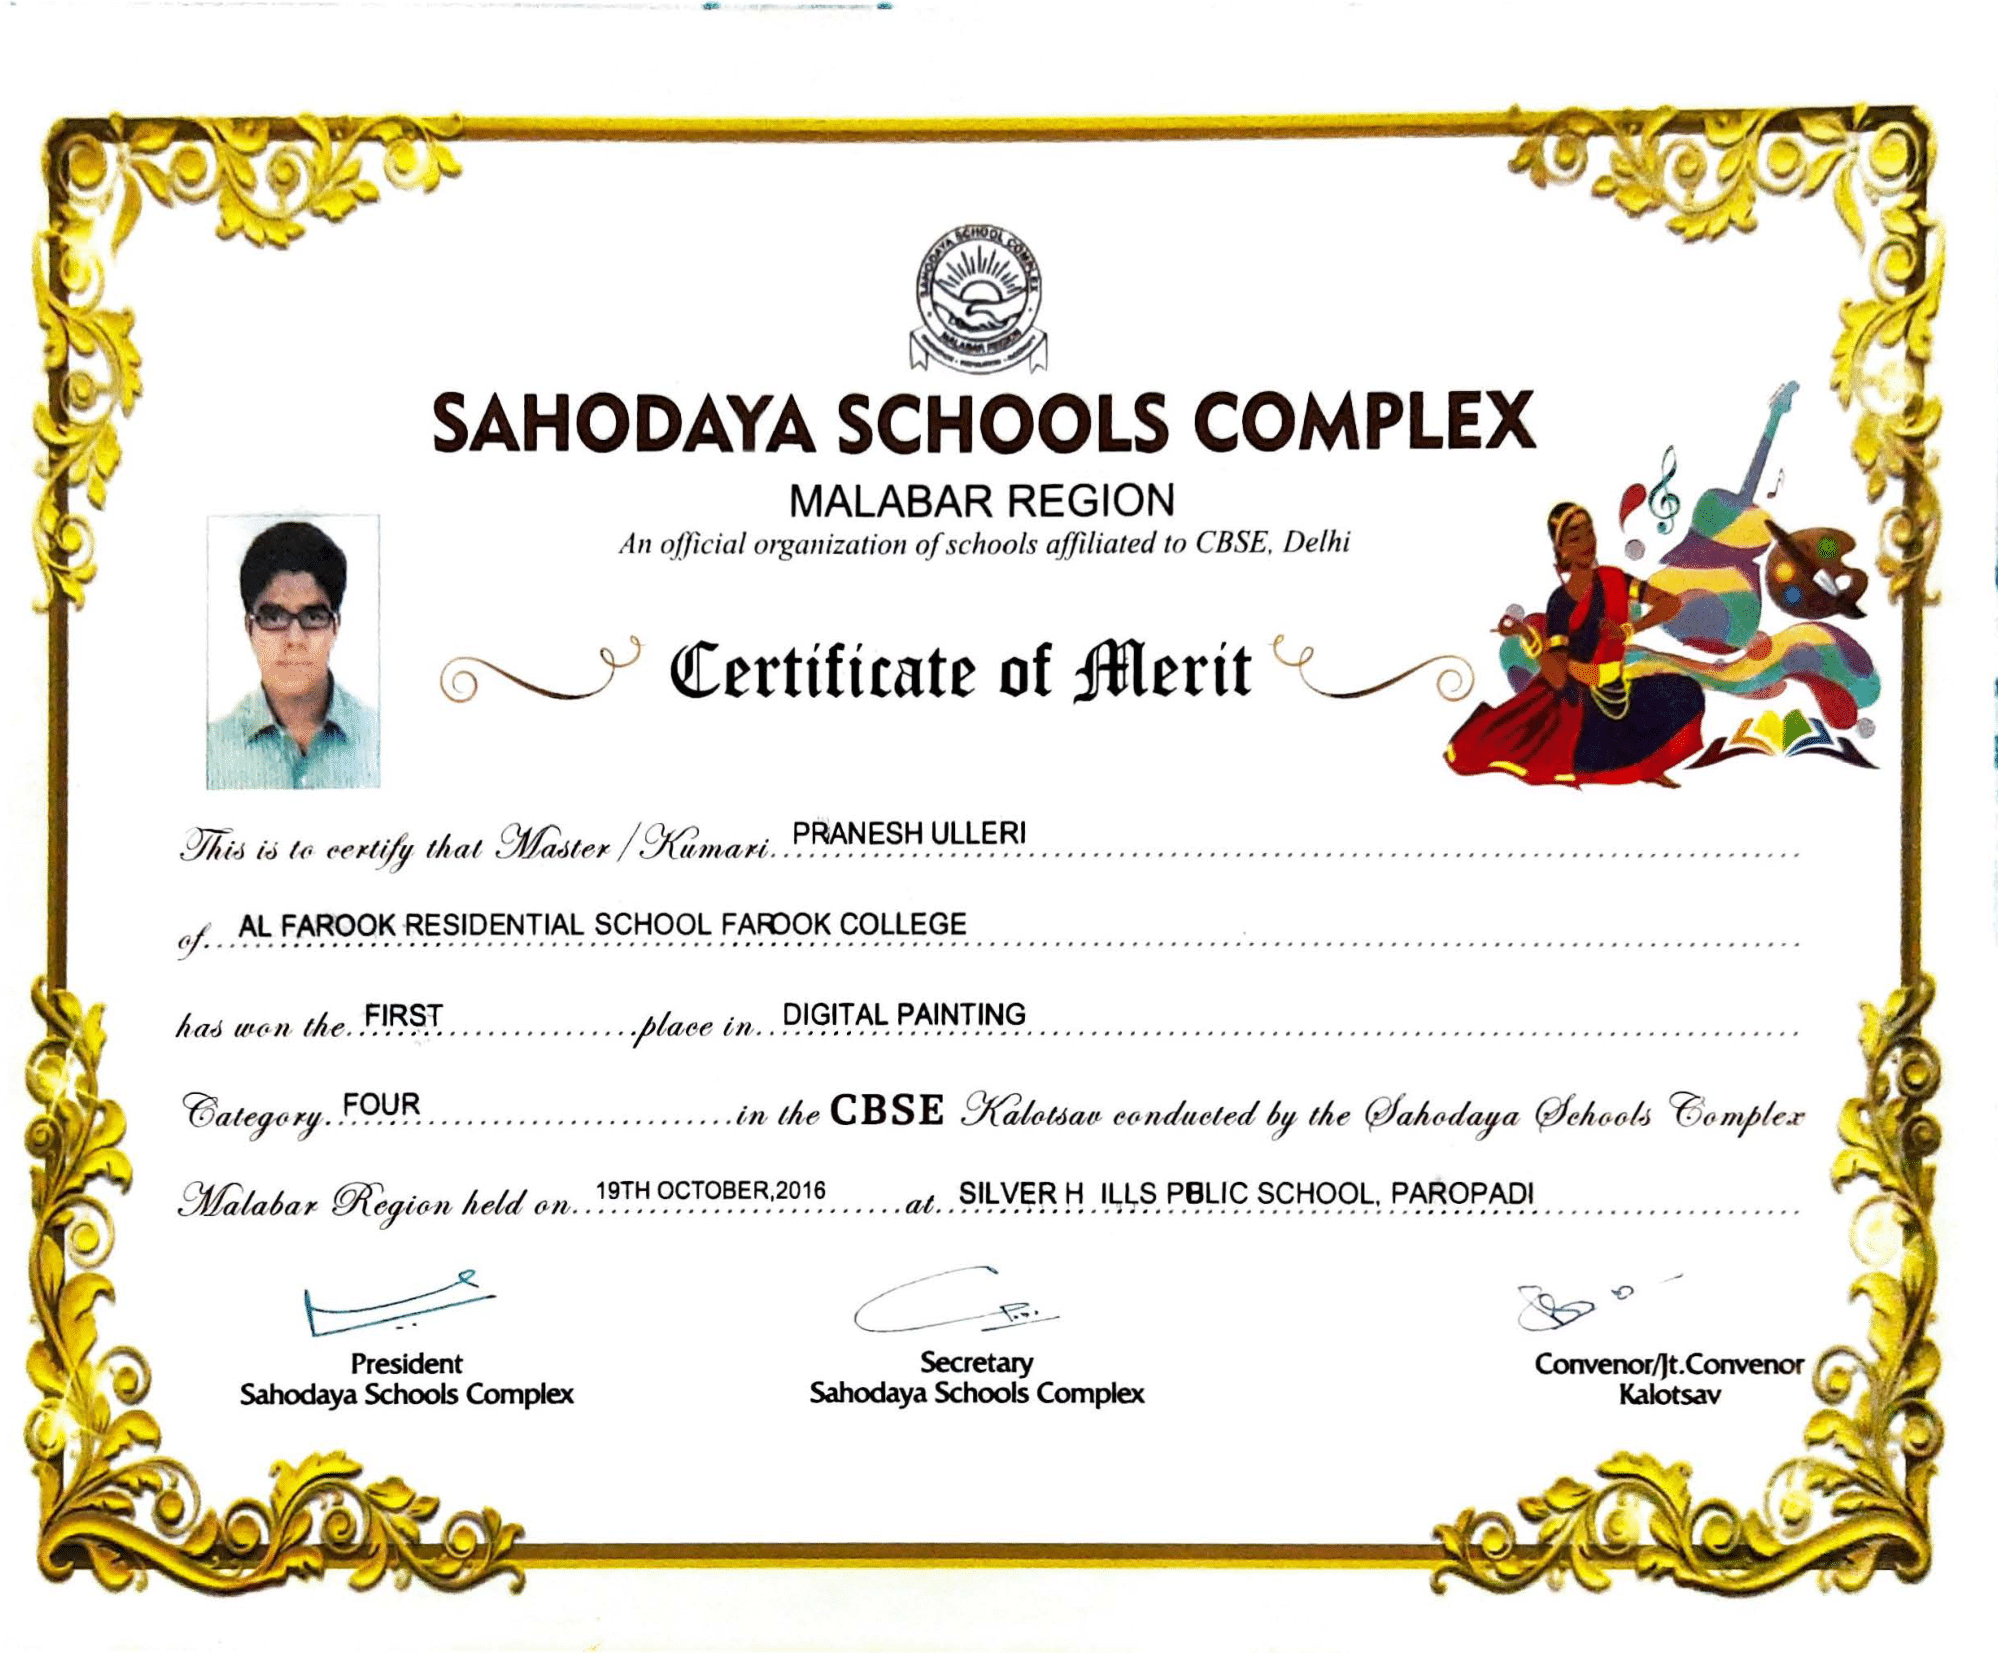 SAHODAYA SCHOOL COMPLEX
MALABAR REGION
SAHODAYA SCHOOLS COMPLEX
MALABAR REGION
An official organization of schools affiliated to CBSE, Delhi
Certificate of Merit
This is to certify that Master / Kumari PRANESH ULLERI
of AL FAROOK RESIDENTIAL SCHOOL FAROOK COLLEGE
has won the FIRST place in DIGITAL PAINTING
Category FOUR in the CBSE Kalotsav conducted by the Sahodaya Schools Complex
Malabar Region held on 19TH OCTOBER,2016 at SILVER H ILLS PBLIC SCHOOL, PAROPADI
President
Sahodaya Schools Complex
Secretary
Sahodaya Schools Complex
Convenor/Jt.Convenor
Kalotsav